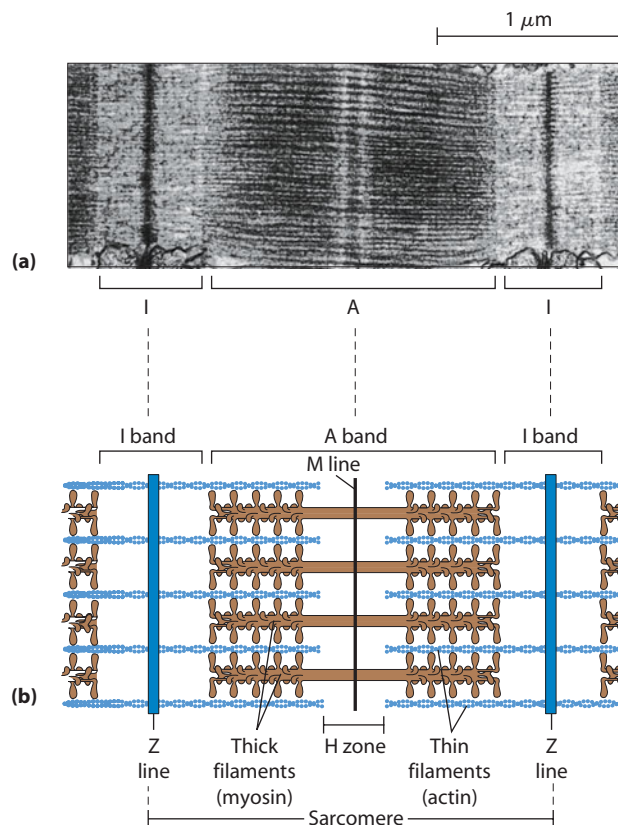 1 μm
(a)
I A I
I band A band I band
M line
(b)
Z line
Thick filaments (myosin)
H zone
Thin filaments (actin)
Z line
Sarcomere